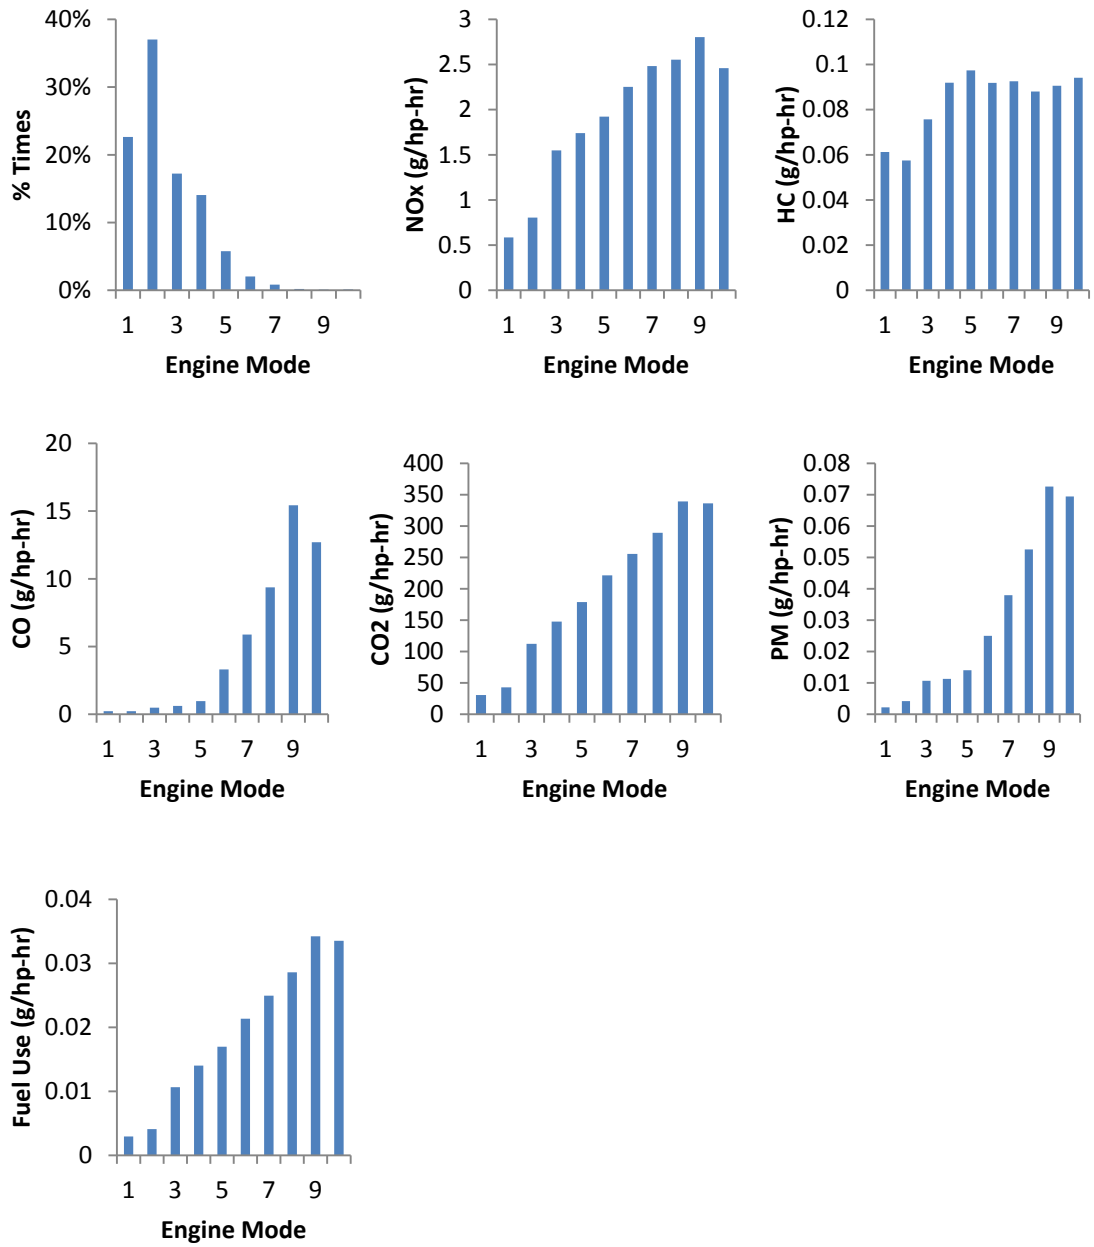 40%
30%
20%
10%
0%
% Times
1 3 5 7 9
Engine Mode
3
2.5
2
1.5
1
0.5
0
NOx (g/hp-hr)
1 3 5 7 9
Engine Mode
0.12
0.1
0.08
0.06
0.04
0.02
0
HC (g/hp-hr)
1 3 5 7 9
Engine Mode
20
15
10
5
0
CO (g/hp-hr)
1 3 5 7 9
Engine Mode
400
350
300
250
200
150
100
50
0
CO2 (g/hp-hr)
1 3 5 7 9
Engine Mode
0.08
0.07
0.06
0.05
0.04
0.03
0.02
0.01
0
PM (g/hp-hr)
1 3 5 7 9
Engine Mode
0.04
0.03
0.02
0.01
0
Fuel Use (g/hp-hr)
1 3 5 7 9
Engine Mode